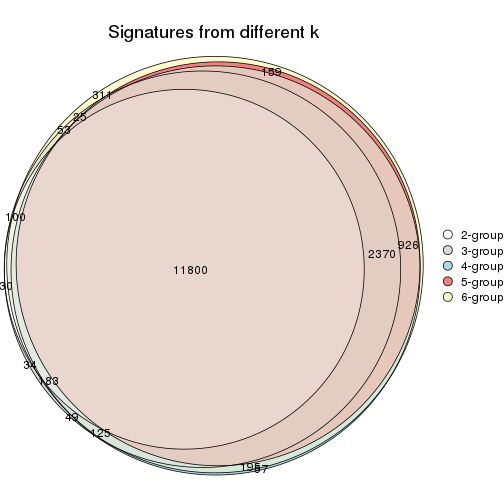 Signatures from different k
159
311
25
53
100
926
2370
11800
30
34
183
49
125
57
2-group
3-group
4-group
5-group
6-group